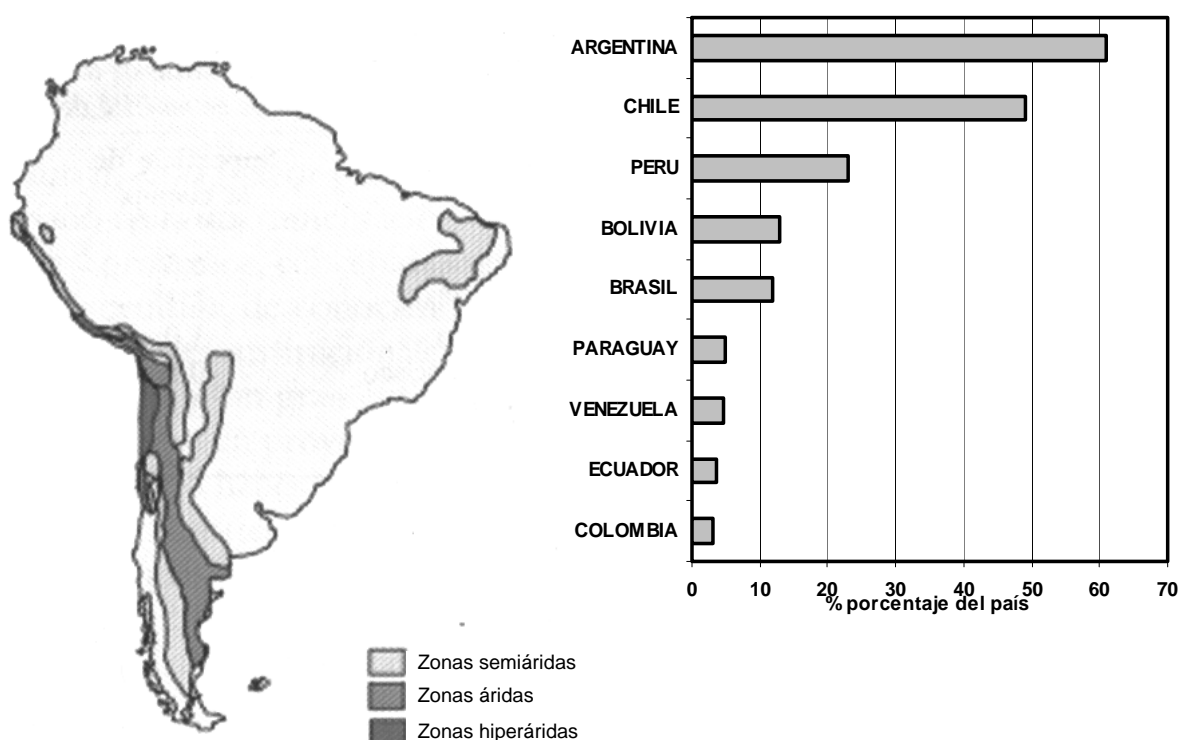 ARGENTINA
CHILE
PERU
BOLIVIA
BRASIL
PARAGUAY
VENEZUELA
ECUADOR
COLOMBIA
0 10 20 30 40 50 60 70
% porcentaje del país
Zonas semiáridas
Zonas áridas
Zonas hiperáridas